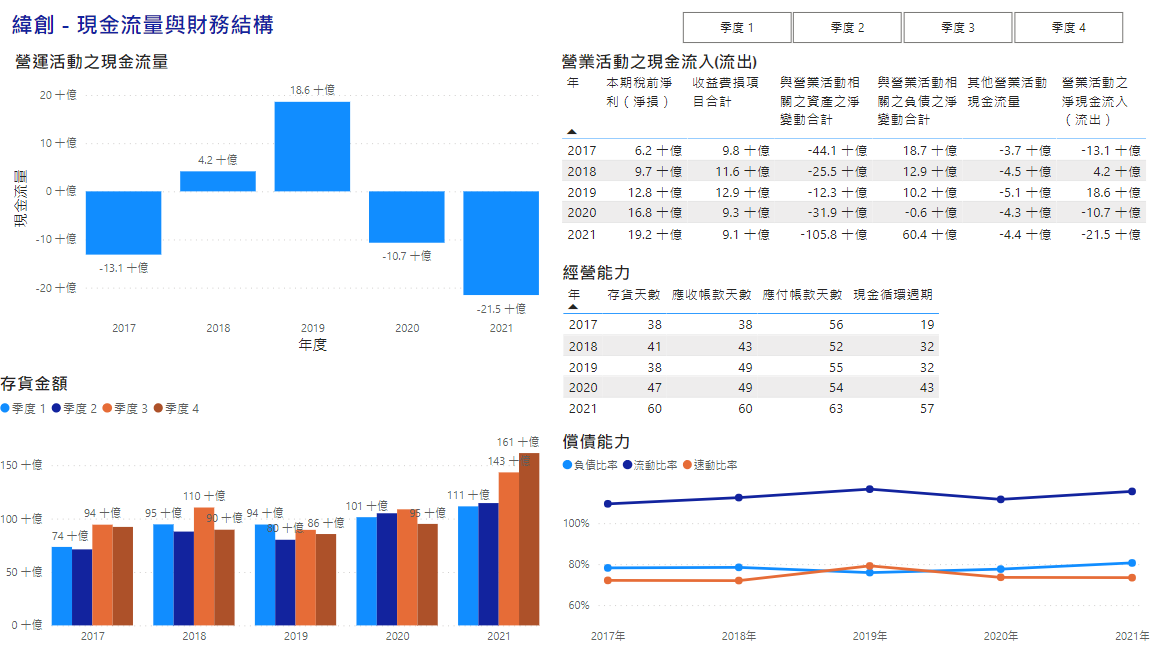 緯創 - 現金流量與財務結構
季度 1
季度 2
季度 3
季度 4
營運活動之現金流量
現金流量
20 十億
10 十億
0 十億
-10 十億
-20 十億
-13.1 十億
4.2 十億
18.6 十億
-10.7 十億
-21.5 十億
2017 2018 2019 2020 2021
年度
營業活動之現金流入(流出)
年 本期稅前淨利（淨損） 收益費損項目合計 與營業活動相關之資產之淨變動合計 與營業活動相關之負債之淨變動合計 其他營業活動現金流量 營業活動之淨現金流入（流出）
2017 6.2 十億 9.8 十億 -44.1 十億 18.7 十億 -3.7 十億 -13.1 十億
2018 9.7 十億 11.6 十億 -25.5 十億 12.9 十億 -4.5 十億 4.2 十億
2019 12.8 十億 12.9 十億 -12.3 十億 10.2 十億 -5.1 十億 18.6 十億
2020 16.8 十億 9.3 十億 -31.9 十億 -0.6 十億 -4.3 十億 -10.7 十億
2021 19.2 十億 9.1 十億 -105.8 十億 60.4 十億 -4.4 十億 -21.5 十億
經營能力
年 存貨天數 應收帳款天數 應付帳款天數 現金循環週期
2017 38 38 56 19
2018 41 43 52 32
2019 38 49 55 32
2020 47 49 54 43
2021 60 60 63 57
存貨金額
季度 1 季度 2 季度 3 季度 4
150 十億
100 十億
50 十億
0 十億
74 十億
94 十億
95 十億
110 十億
90 十億
94 十億
80 十億
86 十億
101 十億
95 十億
111 十億
143 十億
161 十億
2017 2018 2019 2020 2021
償債能力
負債比率 流動比率 速動比率
100%
80%
60%
2017年 2018年 2019年 2020年 2021年